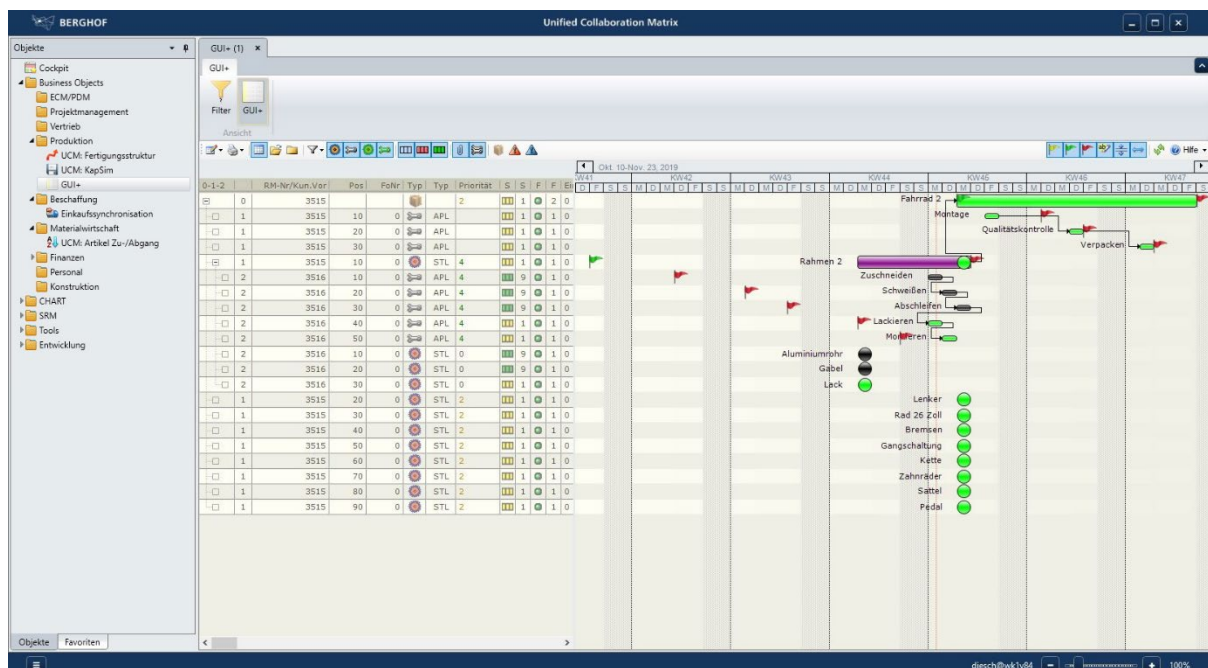 BERGHOF
Unified Collaboration Matrix
Objekte
GUI+ (1)
Cockpit
Business Objects
ECM/PDM
Projektmanagement
Vertrieb
Produktion
UCM: Fertigungsstruktur
UCM: KapSim
GUI+
Beschaffung
Einkaufssynchronisation
Materialwirtschaft
UCM: Artikel Zu-/Abgang
Finanzen
Personal
Konstruktion
CHART
SRM
Tools
Entwicklung
GUI+
Filter GUI+
Ansicht
Hilfe
Okt. 10-Nov. 23, 2019
KW41 KW42 KW43 KW44 KW45 KW46 KW47
D F S S M D M D F S S M D M D F S S M D M D F S S M D M D F S S M D M D F S S M D M D F S
0-1-2 RM-Nr/Kun.Vor Pos FoNr Typ Typ Priorität S S F F
0 3515 2 1 2 0 Fahrrad 2
1 3515 10 0 APL 1 1 0 Montage
1 3515 20 0 APL 1 1 0 Qualitätskontrolle
1 3515 30 0 APL 1 1 0 Verpacken
1 3515 10 0 STL 4 1 1 0 Rahmen 2
2 3516 10 0 APL 4 9 1 0 Zuschneiden
2 3516 20 0 APL 4 9 1 0 Schweißen
2 3516 30 0 APL 4 9 1 0 Abschleifen
2 3516 40 0 APL 4 1 1 0 Lackieren
2 3516 50 0 APL 4 1 1 0
2 3516 10 0 STL 0 9 1 0 Aluminiumrohr
2 3516 20 0 STL 0 9 1 0 Gabel
2 3516 30 0 STL 0 1 1 0 Lack
1 3515 20 0 STL 2 1 1 0 Lenker
1 3515 30 0 STL 2 1 1 0 Rad 26 Zoll
1 3515 40 0 STL 2 1 1 0 Bremsen
1 3515 50 0 STL 2 1 1 0 Gangschaltung
1 3515 60 0 STL 2 1 1 0 Kette
1 3515 70 0 STL 2 1 1 0 Zahnräder
1 3515 80 0 STL 2 1 1 0 Sattel
1 3515 90 0 STL 2 1 1 0 Pedal
Objekte Favoriten
diesch@wk1v84 100%